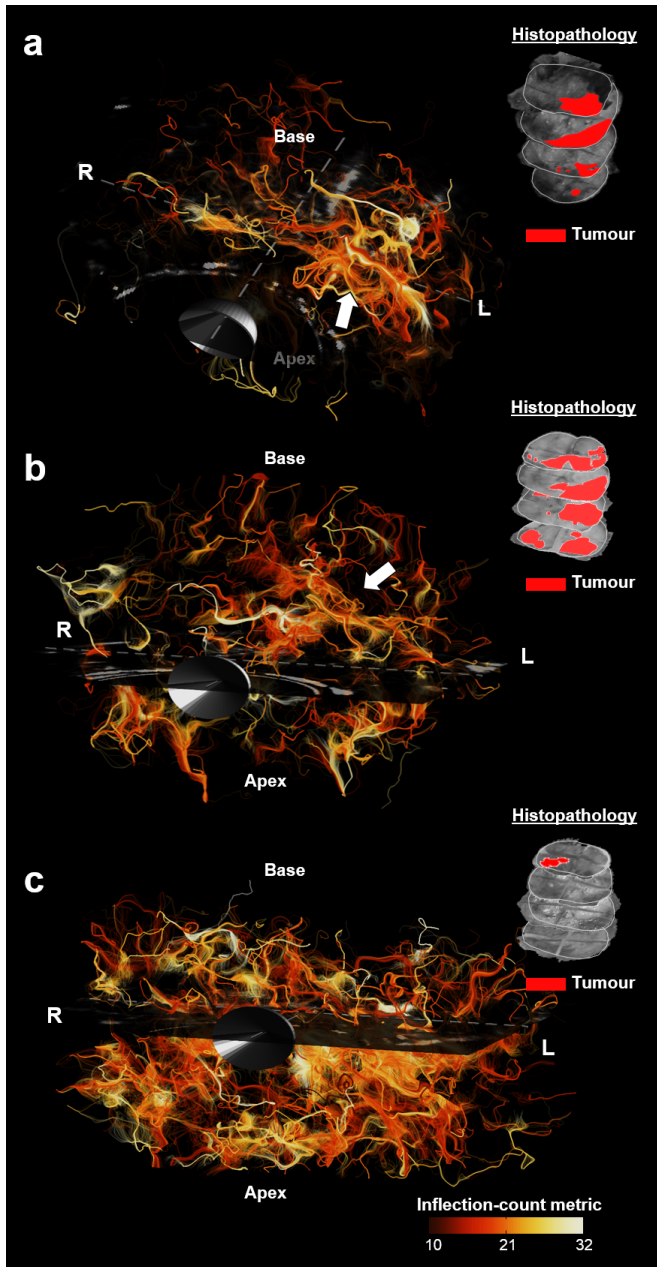 a
Histopathology
Base
R
Tumour
L
Apex
Histopathology
b
Base
Tumour
R
L
Apex
Histopathology
c
Base
Tumour
R
L
Apex
Inflection-count metric
10 21 32